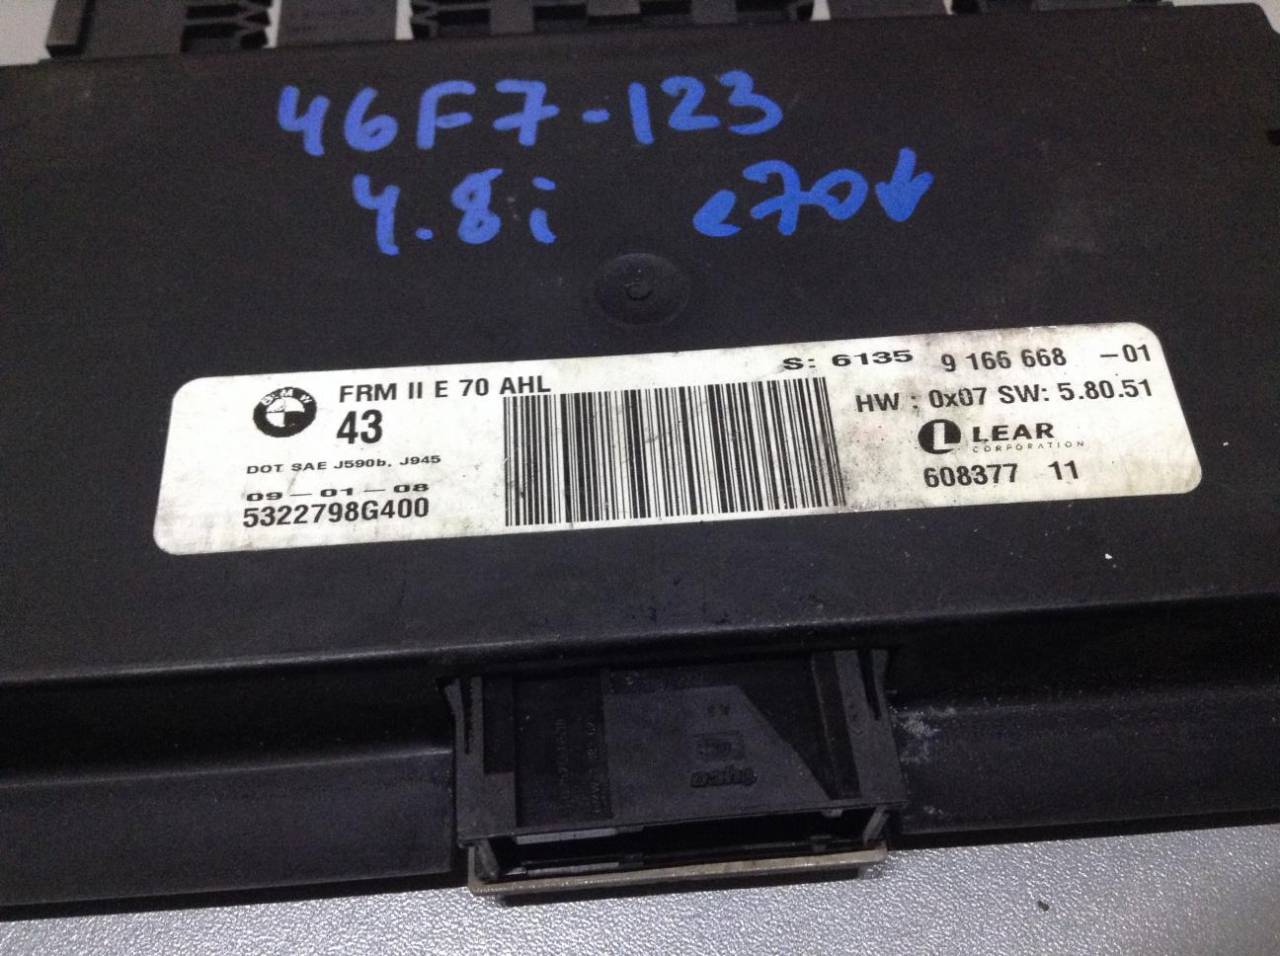 46F7-123
4.8i e70
BMW
FRM II E 70 AHL
43
DOT SAE J590b, J945
09-01-08
5322798G400
S: 6135 9 166 668 -01
HW : 0x07 SW: 5.80.51
LEAR
CORPORATION
608377 11